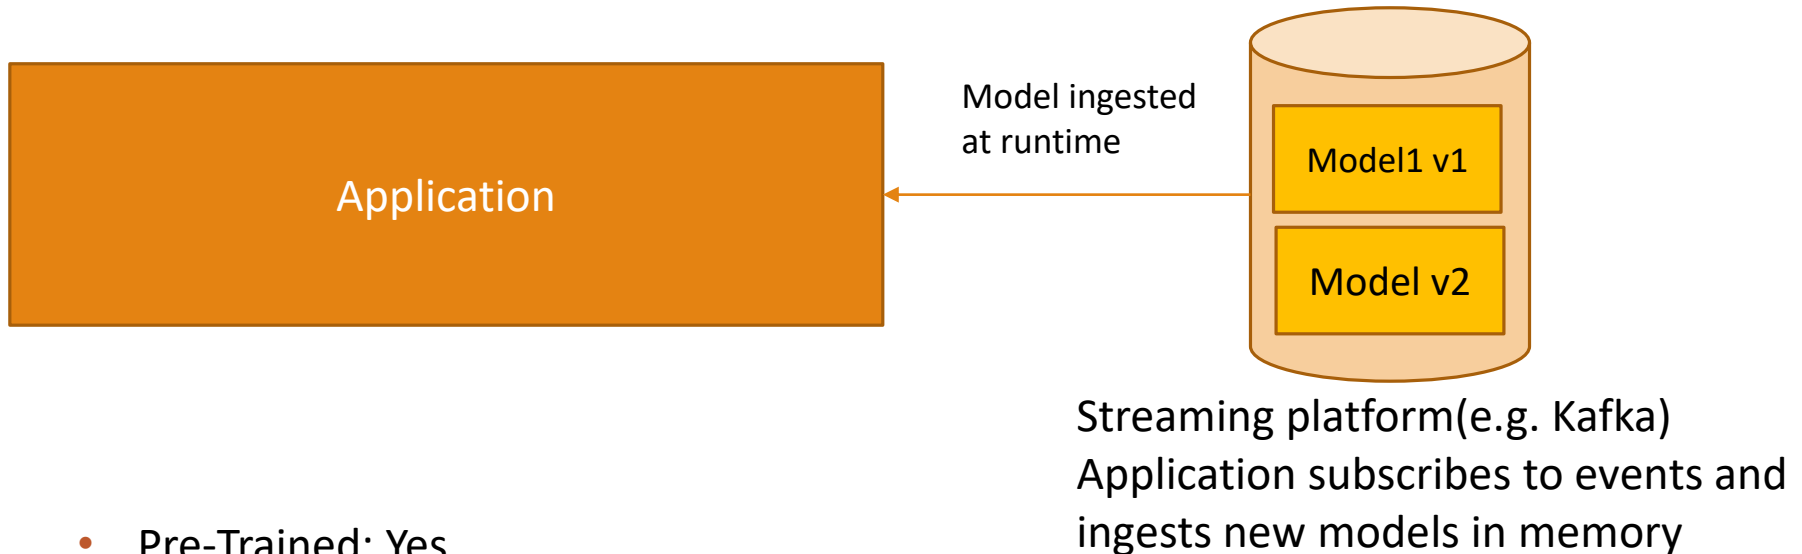 Application
Model ingested
at runtime
Model1 v1
Model v2
Streaming platform(e.g. Kafka)
Application subscribes to events and
ingests new models in memory
• Pre-Trained: Yes